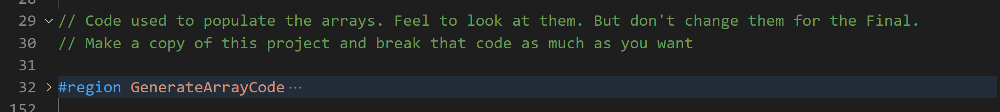 28
29 // Code used to populate the arrays. Feel to look at them. But don't change them for the Final.
30 // Make a copy of this project and break that code as much as you want
31
32 #region GenerateArrayCode ···
152